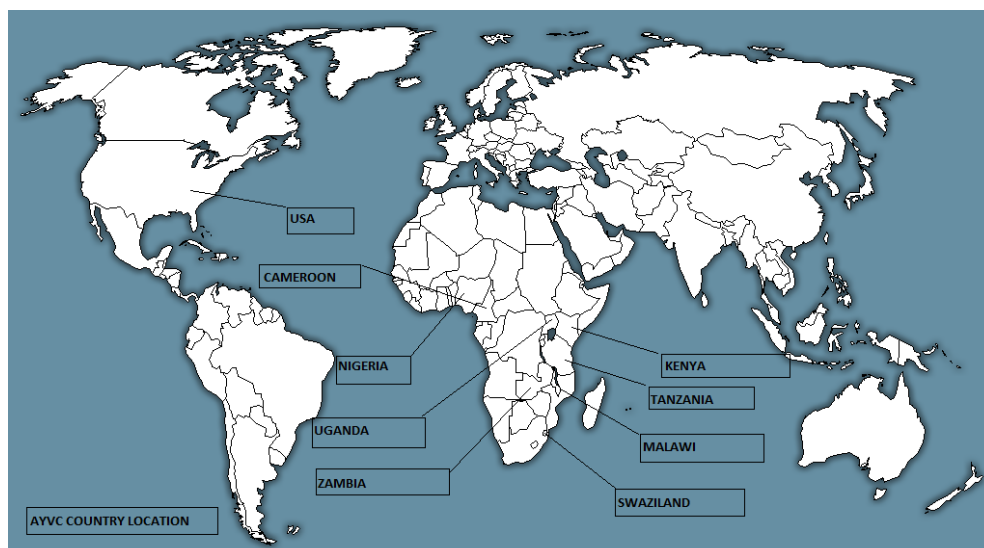 USA
CAMEROON
NIGERIA
KENYA
TANZANIA
UGANDA
MALAWI
ZAMBIA
SWAZILAND
AYVC COUNTRY LOCATION